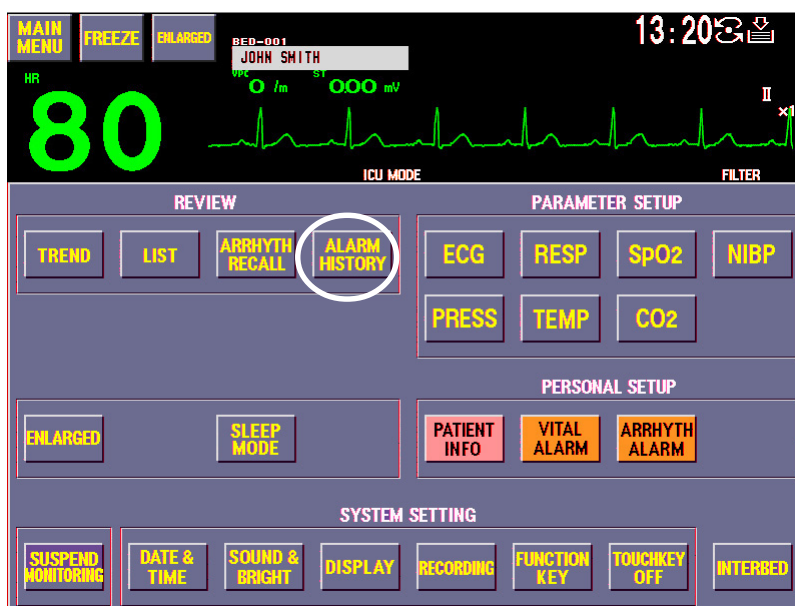 MAIN MENU
FREEZE
ENLARGED
BED-001
JOHN SMITH
13:20
HR
80
VPC
0 /m
ST
0.00 mV
II
×1
ICU MODE
FILTER
REVIEW
TREND
LIST
ARRHYTH RECALL
ALARM HISTORY
PARAMETER SETUP
ECG
RESP
SpO2
NIBP
PRESS
TEMP
CO2
ENLARGED
SLEEP MODE
PERSONAL SETUP
PATIENT INFO
VITAL ALARM
ARRHYTH ALARM
SYSTEM SETTING
SUSPEND MONITORING
DATE & TIME
SOUND & BRIGHT
DISPLAY
RECORDING
FUNCTION KEY
TOUCHKEY OFF
INTERBED